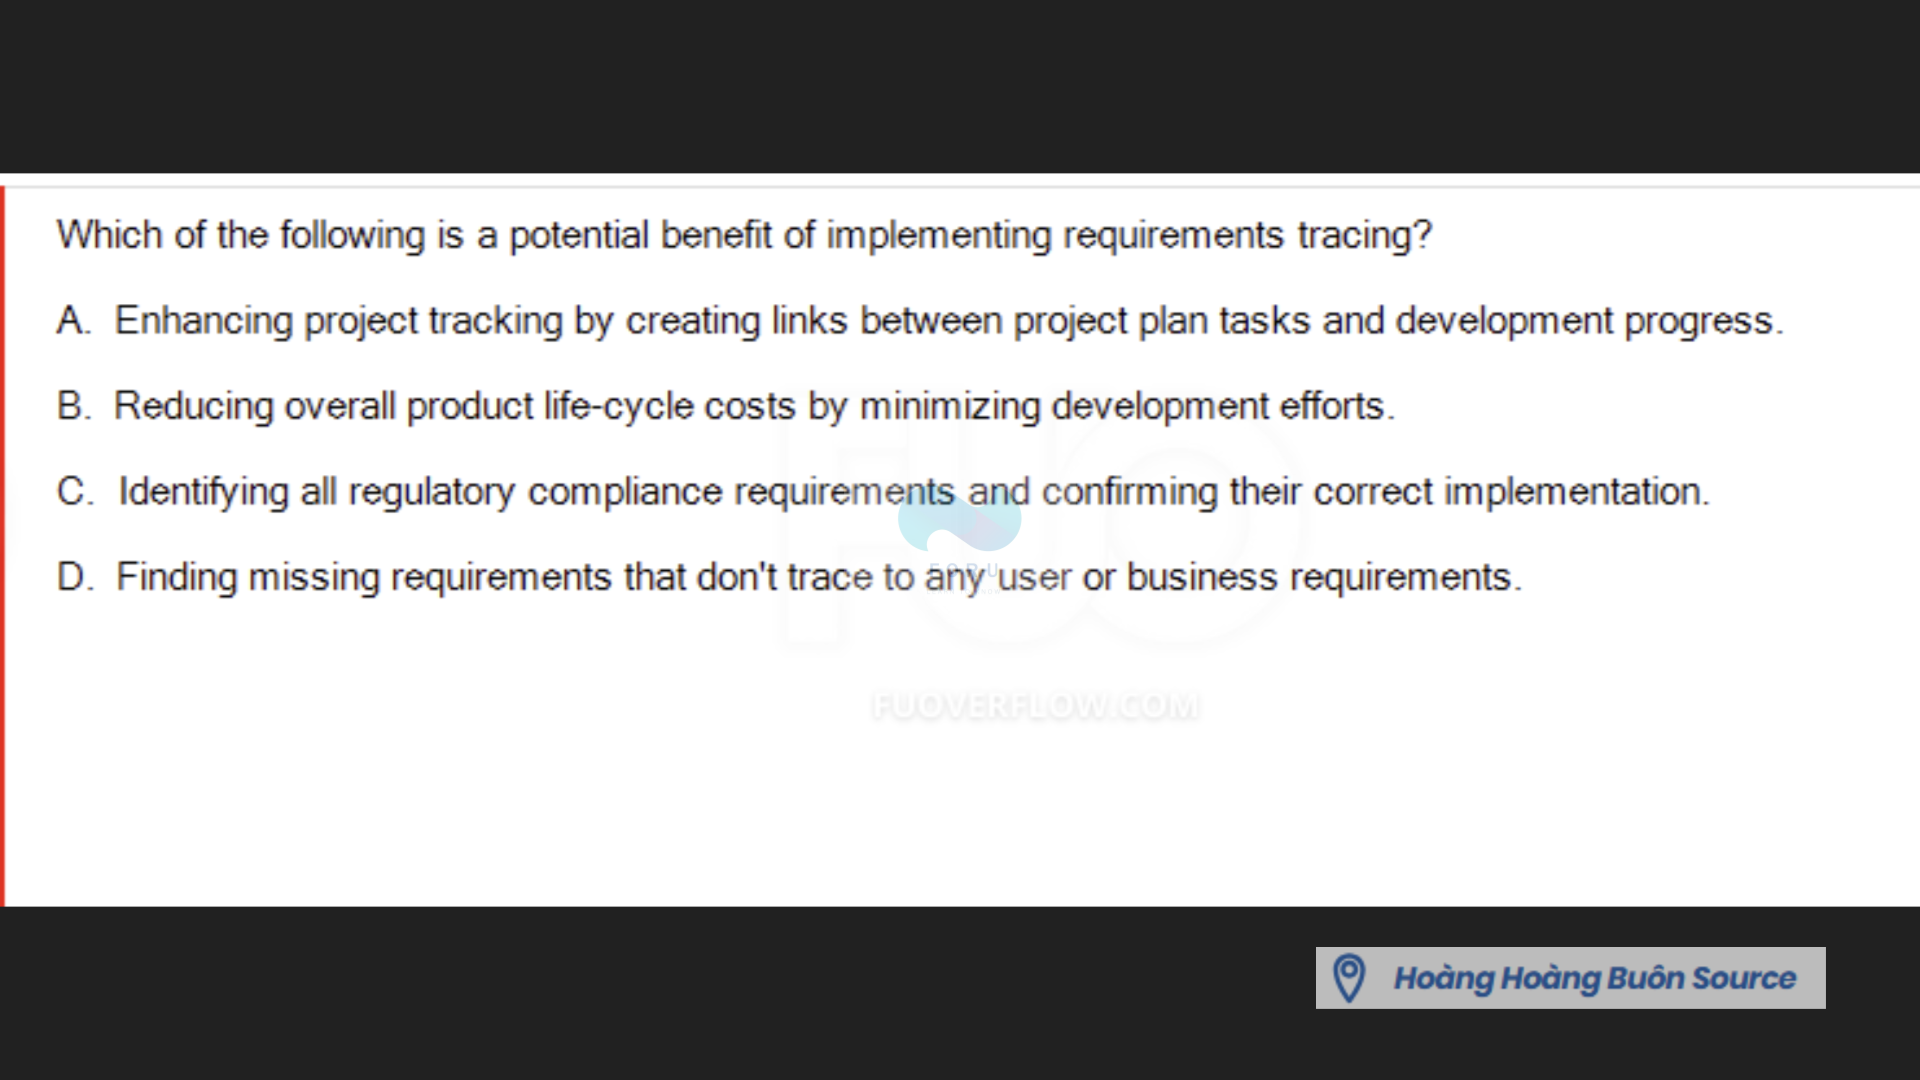 Which of the following is a potential benefit of implementing requirements tracing?
A. Enhancing project tracking by creating links between project plan tasks and development progress.
B. Reducing overall product life-cycle costs by minimizing development efforts.
C. Identifying all regulatory compliance requirements and confirming their correct implementation.
D. Finding missing requirements that don't trace to any user or business requirements.
FUO
FUOVERFLOW.COM
Hoàng Hoàng Buôn Source